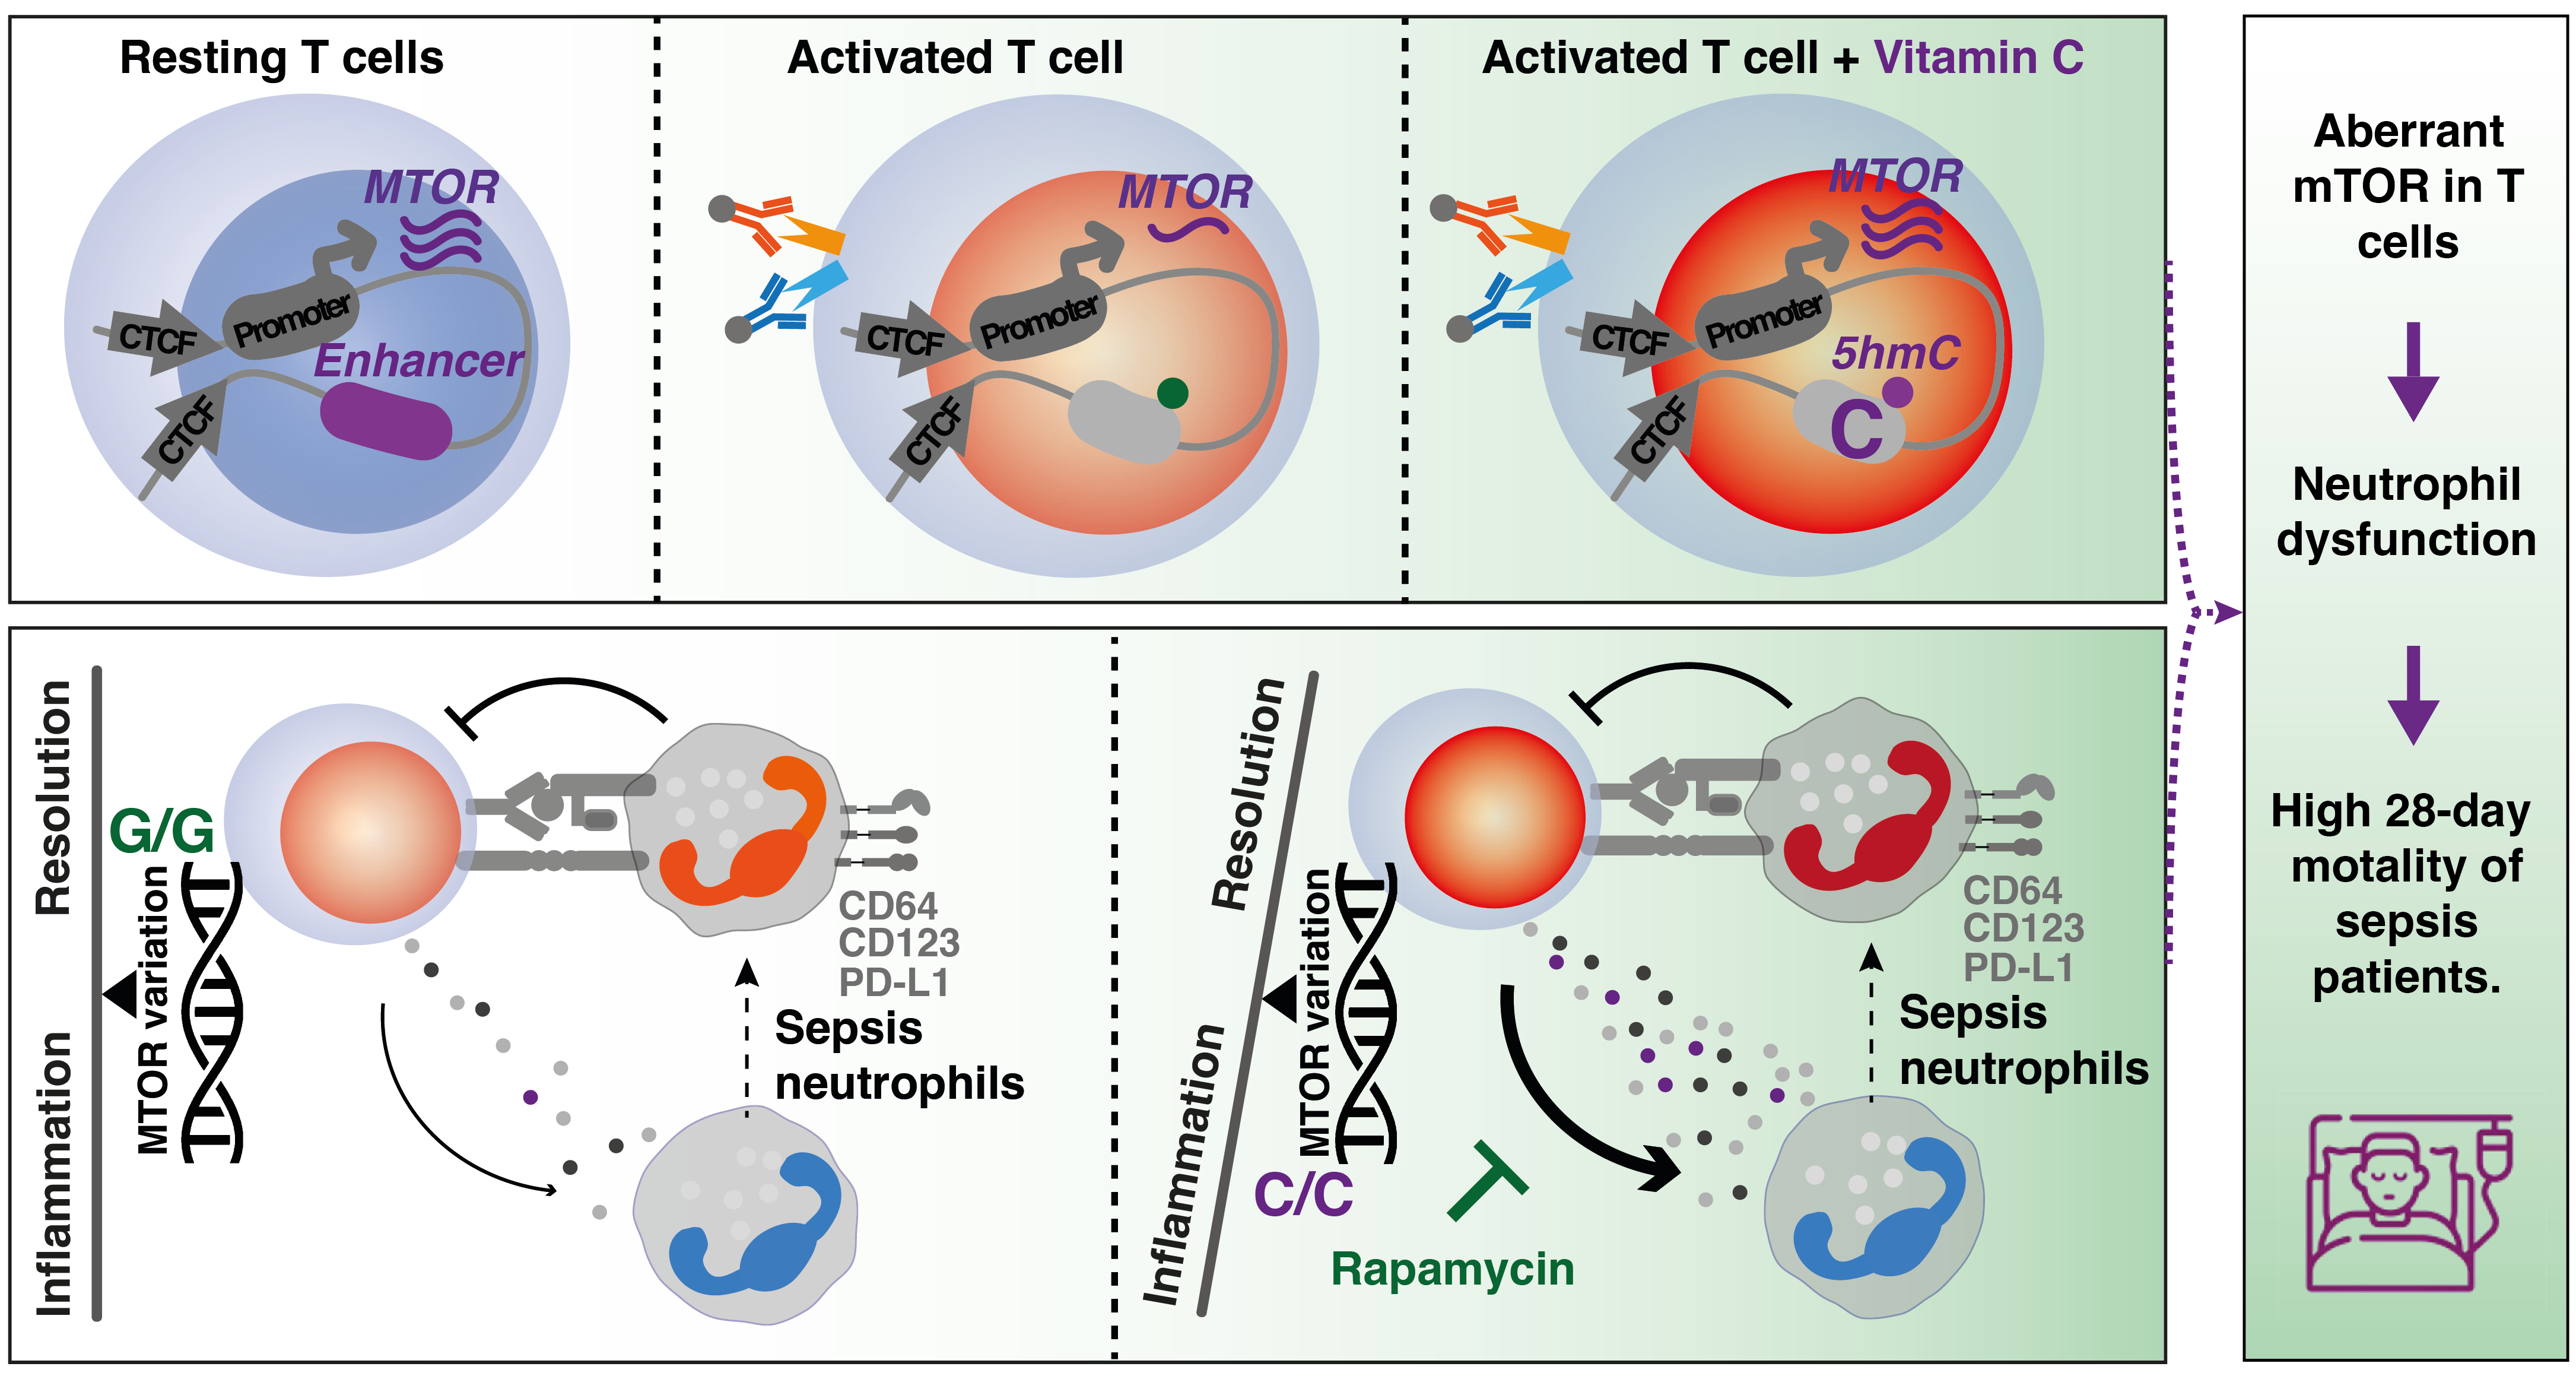 Resting T cells
MTOR
Promoter
CTCF
Enhancer
CTCF
Activated T cell
MTOR
Promoter
CTCF
CTCF
Activated T cell + Vitamin C
MTOR
Promoter
CTCF
5hmC
C
CTCF
Resolution
Inflammation
G/G
MTOR variation
CD64
CD123
PD-L1
Sepsis
neutrophils
Resolution
Inflammation
MTOR variation
C/C
Rapamycin
CD64
CD123
PD-L1
Sepsis
neutrophils
Aberrant
mTOR in T
cells
Neutrophil
dysfunction
High 28-day
motality of
sepsis
patients.